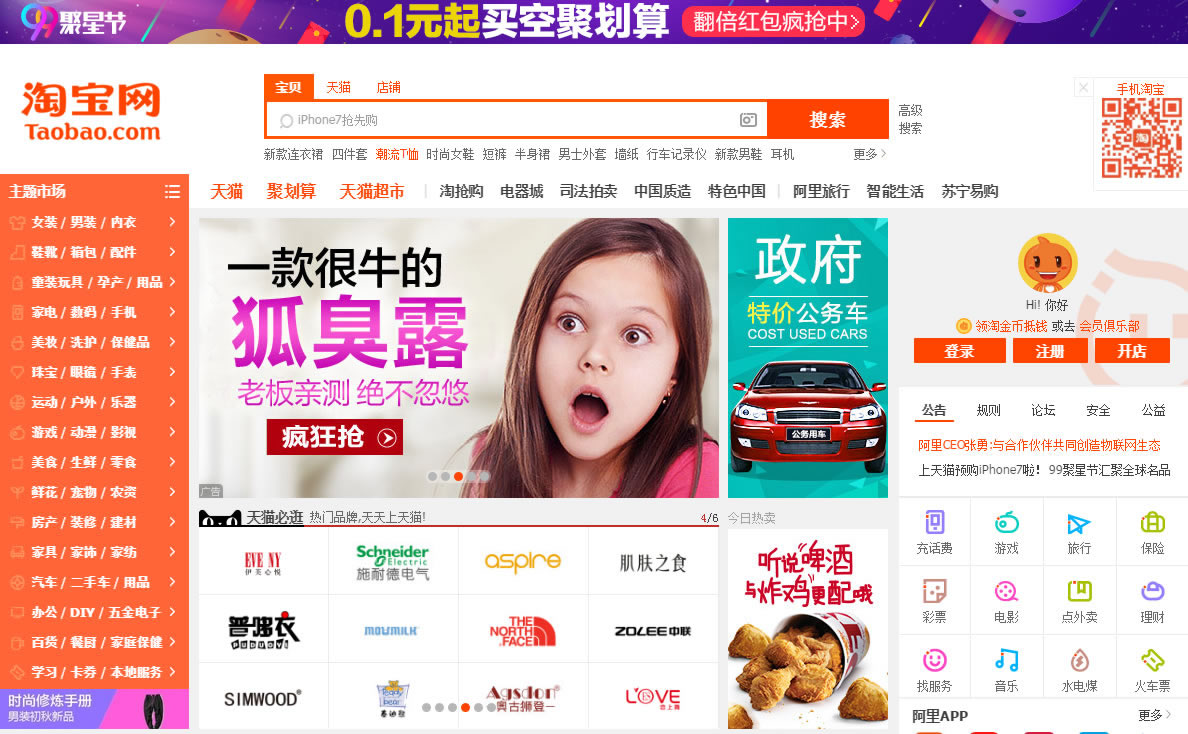 99 聚星节
0.1元起买空聚划算
翻倍红包疯抢中>
淘宝网
Taobao.com
宝贝 天猫 店铺
iPhone7抢先购
搜索
高级
搜索
新款连衣裙 四件套 潮流T恤 时尚女鞋 短裤 半身裙 男士外套 墙纸 行车记录仪 新款男鞋 耳机 更多>
手机淘宝
主题市场
天猫 聚划算 天猫超市 淘抢购 电器城 司法拍卖 中国质造 特色中国 阿里旅行 智能生活 苏宁易购
女装 / 男装 / 内衣
鞋靴 / 箱包 / 配件
童装玩具 / 孕产 / 用品
家电 / 数码 / 手机
美妆 / 洗护 / 保健品
珠宝 / 眼镜 / 手表
运动 / 户外 / 乐器
游戏 / 动漫 / 影视
美食 / 生鲜 / 零食
鲜花 / 宠物 / 农资
房产 / 装修 / 建材
家具 / 家饰 / 家纺
汽车 / 二手车 / 用品
办公 / DIY / 五金电子
百货 / 餐厨 / 家庭保健
学习 / 卡券 / 本地服务
时尚修炼手册
男装初秋新品
一款很牛的
狐臭露
老板亲测 绝不忽悠
疯狂抢
广告
政府
特价公务车
COST USED CARS
公务用车
Hi! 你好
领淘金币抵钱 或去 会员俱乐部
登录 注册 开店
公告 规则 论坛 安全 公益
阿里CEO张勇:与合作伙伴共同创造物联网生态
上天猫预购iPhone7啦! 99聚星节汇聚全球名品
天猫必逛 热门品牌,天天上天猫! 4/6
EVE NY
伊芙心悦
Schneider
Electric
施耐德电气
aspire
肌肤之食
普偌衣
MOUMILK
THE
NORTH
FACE
ZOLEE中联
SIMWOOD
Teddy
bear
泰迪熊
Agsdon
奥古狮登
LOVE
恋上舞
今日热卖
听说啤酒
与炸鸡更配哦
充话费 游戏 旅行 保险
彩票 电影 点外卖 理财
找服务 音乐 水电煤 火车票
阿里APP 更多>